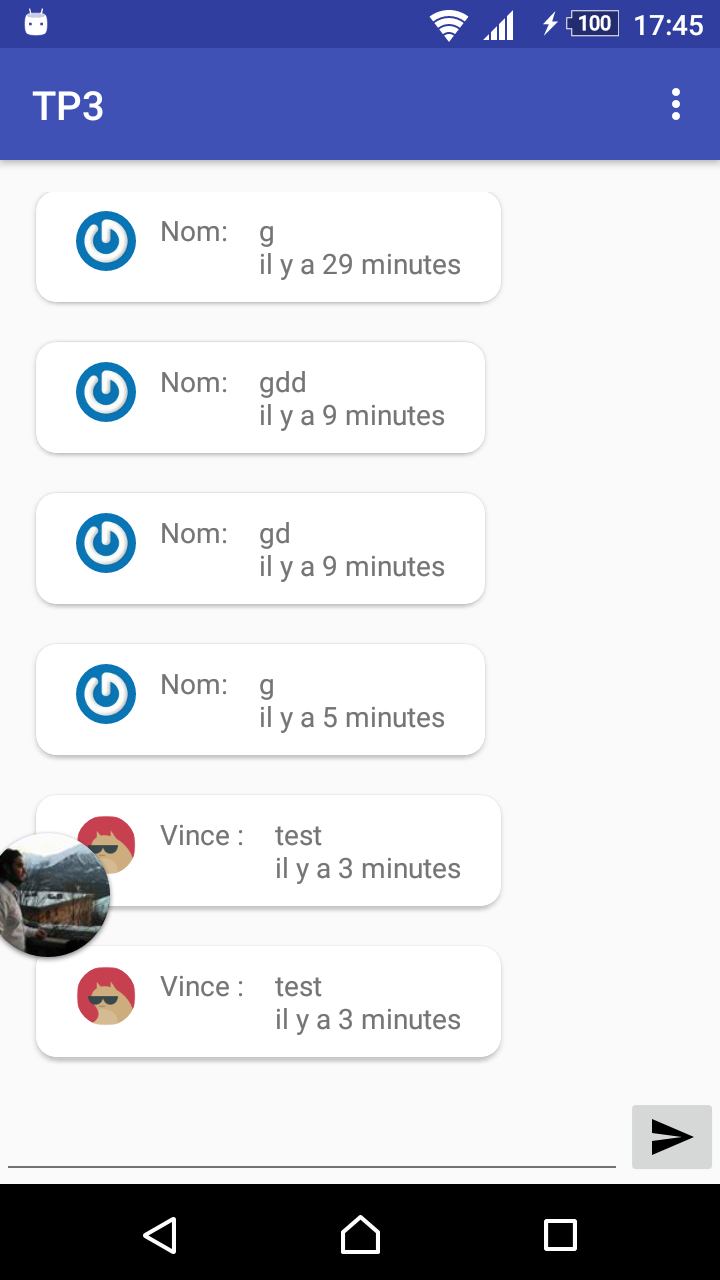 100 17:45
TP3
Nom: g
il y a 29 minutes
Nom: gdd
il y a 9 minutes
Nom: gd
il y a 9 minutes
Nom: g
il y a 5 minutes
Vince : test
il y a 3 minutes
Vince : test
il y a 3 minutes